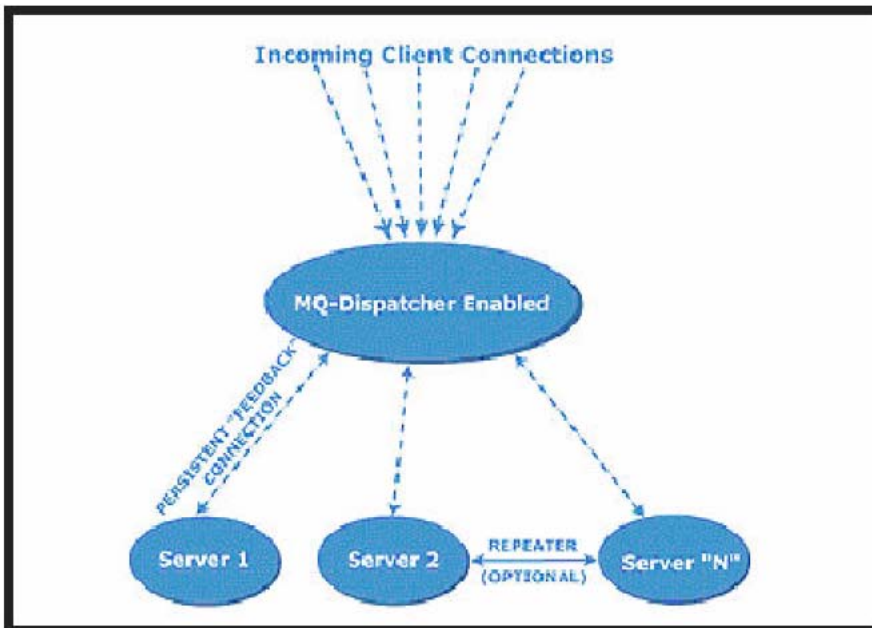 Incoming Client Connections
MQ-Dispatcher Enabled
PERSISTENT "FEEDBACK"
CONNECTION
Server 1
Server 2
REPEATER
(OPTIONAL)
Server "N"